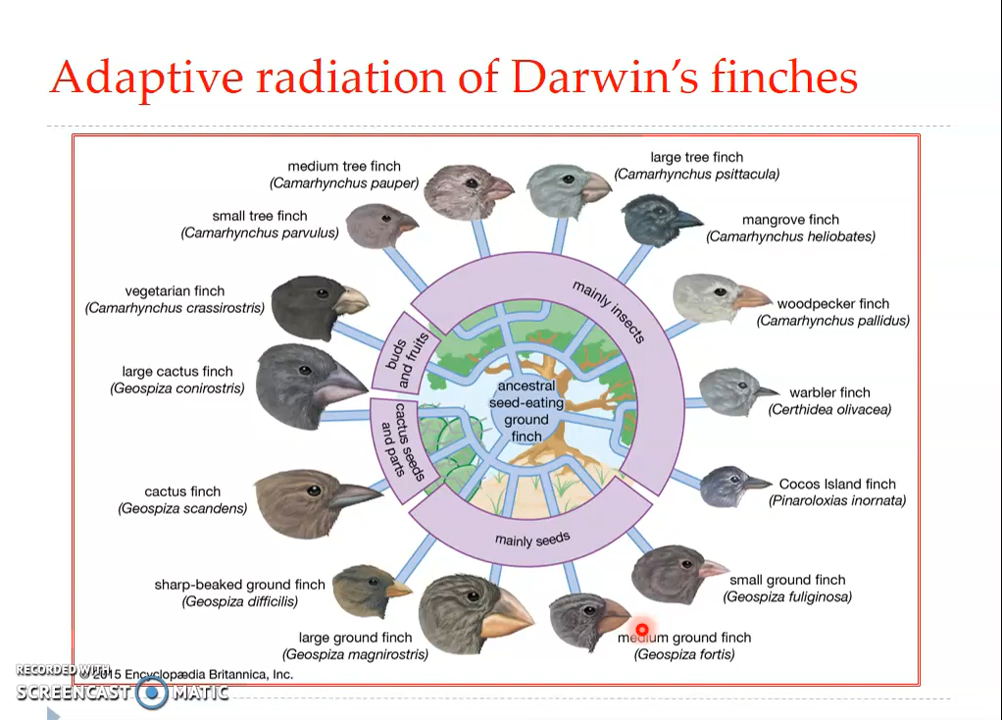 Adaptive radiation of Darwin's finches
medium tree finch
(Camarhynchus pauper)
large tree finch
(Camarhynchus psittacula)
small tree finch
(Camarhynchus parvulus)
mangrove finch
(Camarhynchus heliobates)
vegetarian finch
(Camarhynchus crassirostris)
woodpecker finch
(Camarhynchus pallidus)
large cactus finch
(Geospiza conirostris)
warbler finch
(Certhidea olivacea)
cactus finch
(Geospiza scandens)
Cocos Island finch
(Pinaroloxias inornata)
sharp-beaked ground finch
(Geospiza difficilis)
small ground finch
(Geospiza fuliginosa)
large ground finch
(Geospiza magnirostris)
medium ground finch
(Geospiza fortis)
mainly insects
buds
and fruits
cactus seeds
and parts
mainly seeds
ancestral
seed-eating
ground
finch
© 2015 Encyclopædia Britannica, Inc.
RECORDED WITH
SCREENCAST MATIC